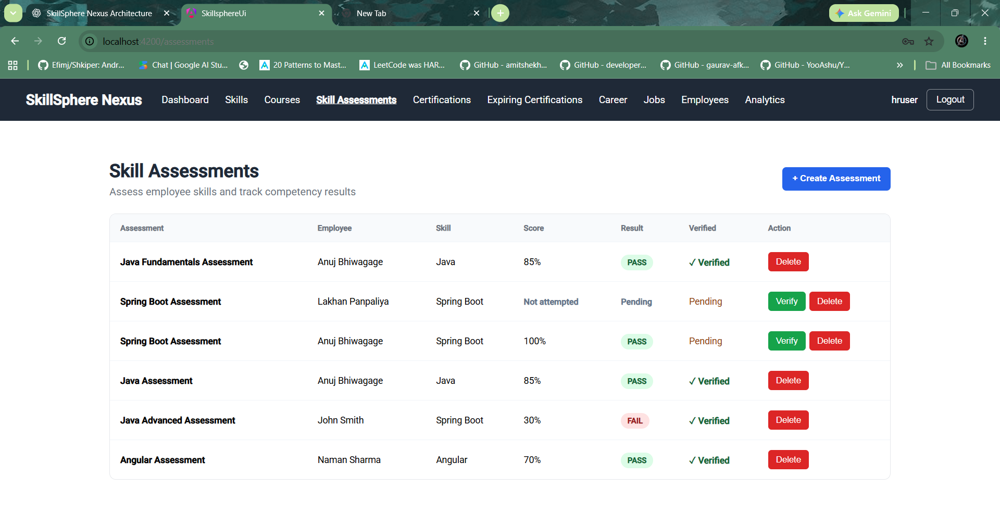 SkillSphere Nexus Architecture
SkillsphereUi
New Tab
Ask Gemini
localhost:4200/assessments
Efimj/Shkiper: Andr...
Chat | Google AI Stu...
20 Patterns to Mast...
LeetCode was HAR...
GitHub - amitshekh...
GitHub - developer...
GitHub - gaurav-afk...
GitHub - YooAshu/Y...
All Bookmarks
SkillSphere Nexus Dashboard Skills Courses Skill Assessments Certifications Expiring Certifications Career Jobs Employees Analytics hruser Logout
Skill Assessments
+ Create Assessment
Assess employee skills and track competency results
Assessment Employee Skill Score Result Verified Action
Java Fundamentals Assessment Anuj Bhiwagage Java 85% PASS ✓ Verified Delete
Spring Boot Assessment Lakhan Panpaliya Spring Boot Not attempted Pending Pending Verify Delete
Spring Boot Assessment Anuj Bhiwagage Spring Boot 100% PASS Pending Verify Delete
Java Assessment Anuj Bhiwagage Java 85% PASS ✓ Verified Delete
Java Advanced Assessment John Smith Spring Boot 30% FAIL ✓ Verified Delete
Angular Assessment Naman Sharma Angular 70% PASS ✓ Verified Delete